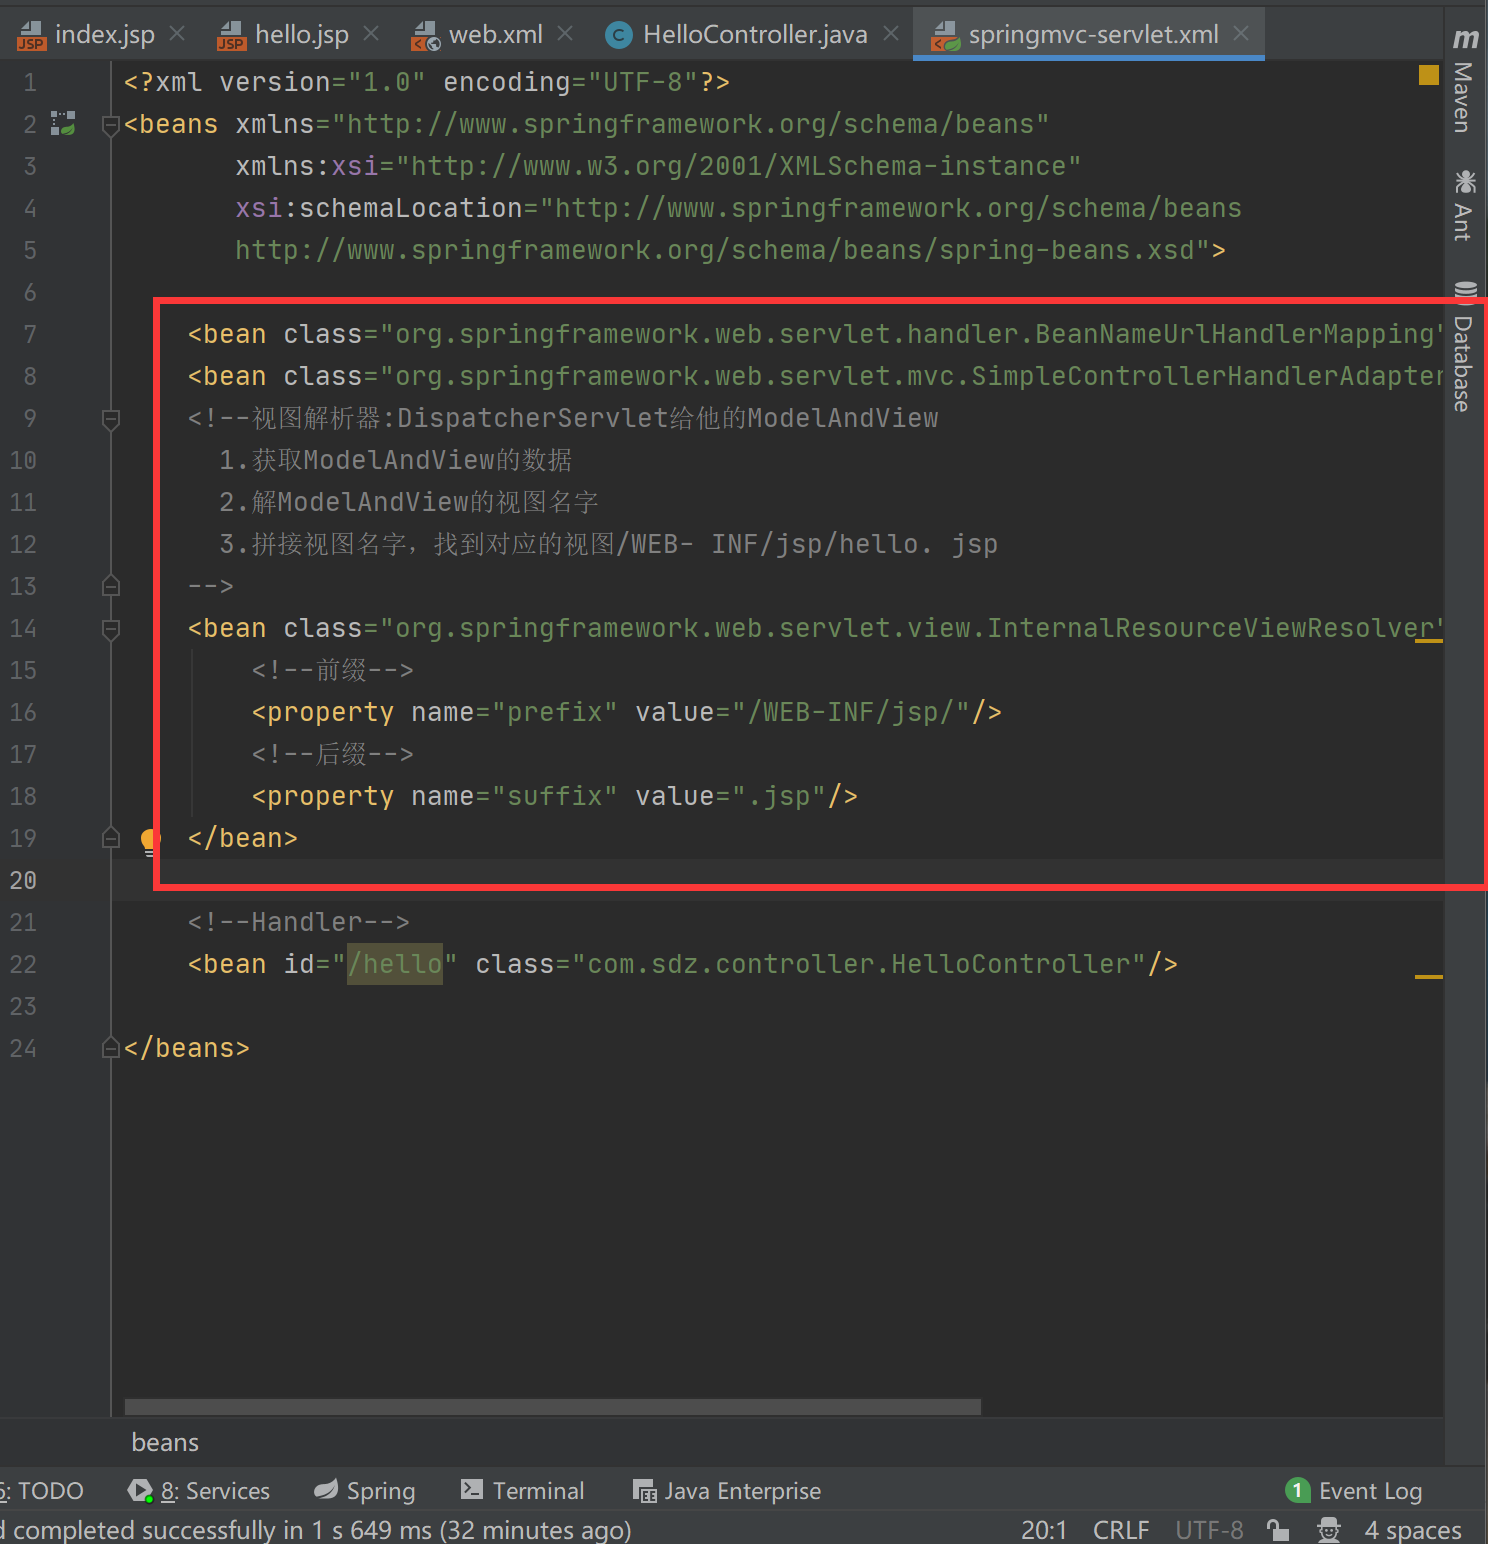 index.jsp hello.jsp web.xml HelloController.java springmvc-servlet.xml
1 <?xml version="1.0" encoding="UTF-8"?>
2 <beans xmlns="http://www.springframework.org/schema/beans"
3 xmlns:xsi="http://www.w3.org/2001/XMLSchema-instance"
4 xsi:schemaLocation="http://www.springframework.org/schema/beans
5 http://www.springframework.org/schema/beans/spring-beans.xsd">
6
7 <bean class="org.springframework.web.servlet.handler.BeanNameUrlHandlerMapping"
8 <bean class="org.springframework.web.servlet.mvc.SimpleControllerHandlerAdapter
9 <!--视图解析器:DispatcherServlet给他的ModelAndView
10 1.获取ModelAndView的数据
11 2.解ModelAndView的视图名字
12 3.拼接视图名字，找到对应的视图/WEB- INF/jsp/hello. jsp
13 -->
14 <bean class="org.springframework.web.servlet.view.InternalResourceViewResolver"
15 <!--前缀-->
16 <property name="prefix" value="/WEB-INF/jsp/"/>
17 <!--后缀-->
18 <property name="suffix" value=".jsp"/>
19 </bean>
20
21 <!--Handler-->
22 <bean id="/hello" class="com.sdz.controller.HelloController"/>
23
24 </beans>
Maven
Ant
Database
beans
6: TODO 8: Services Spring Terminal Java Enterprise 1 Event Log
d completed successfully in 1 s 649 ms (32 minutes ago) 20:1 CRLF UTF-8 4 spaces